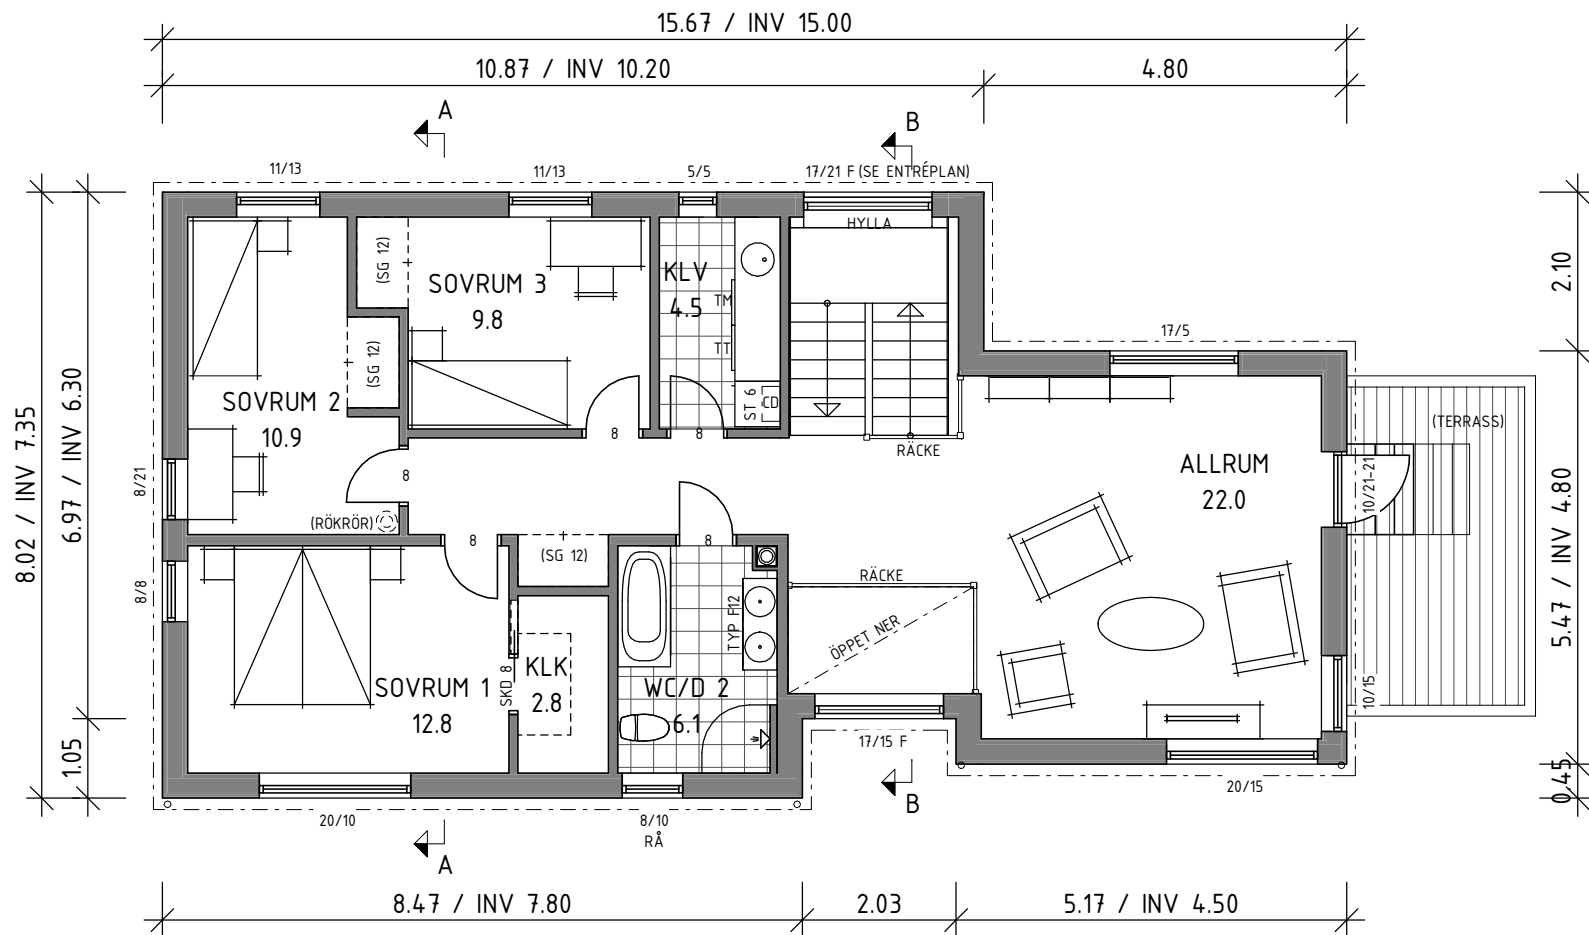 15.67 / INV 15.00
10.87 / INV 10.20
4.80
A
B
11/13
11/13
5/5
17/21 F (SE ENTRÉPLAN)
HYLLA
(SG 12)
SOVRUM 3
9.8
KLV
4.5
TM
TT
ST 6
CD
2.10
17/5
(SG 12)
SOVRUM 2
10.9
8
8
8
RÄCKE
(TERRASS)
ALLRUM
22.0
10/21-21
8.02 / INV 7.35
6.97 / INV 6.30
8/21
(RÖKRÖR)
8
(SG 12)
8
RÄCKE
8/8
TYP F12
ÖPPET NER
5.47 / INV 4.80
SOVRUM 1
12.8
SKD 8
KLK
2.8
WC/D 2
6.1
10/15
1.05
17/15 F
0.45
20/10
8/10
RÅ
B
20/15
A
8.47 / INV 7.80
2.03
5.17 / INV 4.50